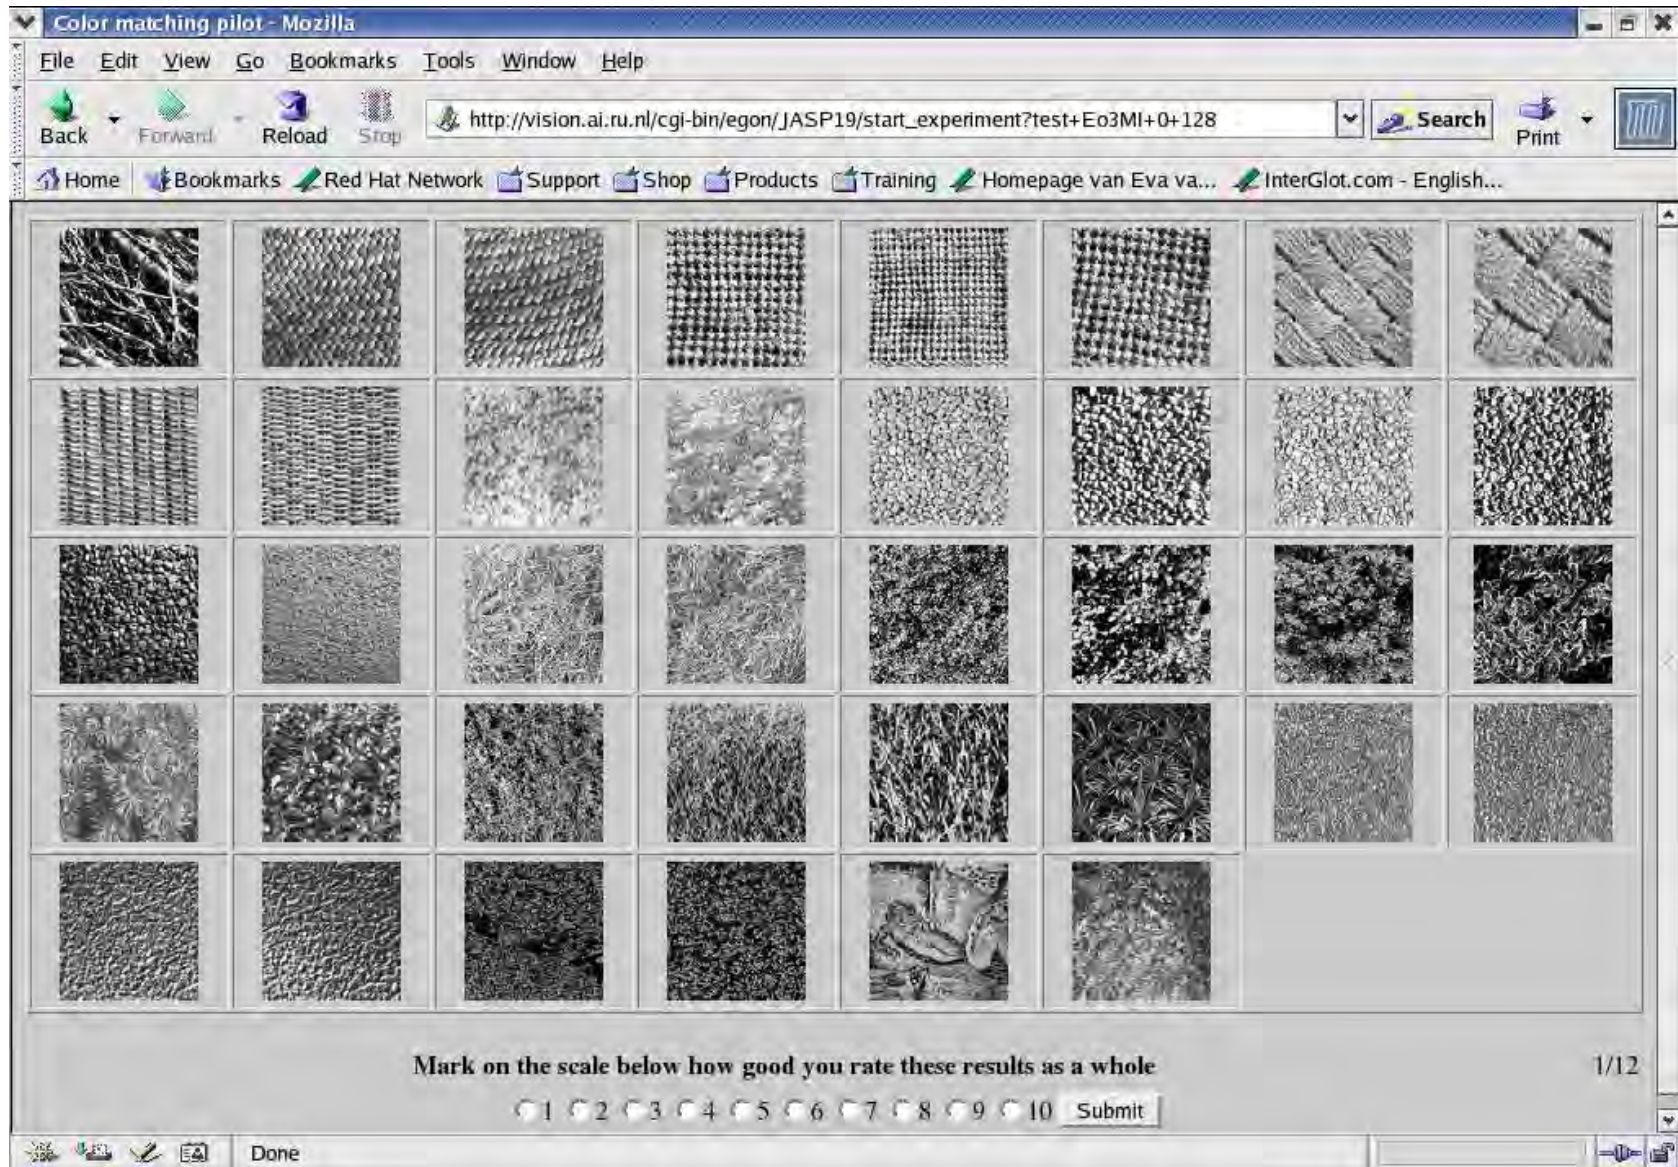 Color matching pilot - Mozilla
File Edit View Go Bookmarks Tools Window Help
Back Forward Reload Stop http://vision.ai.ru.nl/cgi-bin/egon/JASP19/start_experiment?test+Eo3MI+0+128 Search Print
Home Bookmarks Red Hat Network Support Shop Products Training Homepage van Eva va... InterGlot.com - English...
Mark on the scale below how good you rate these results as a whole 1/12
1 2 3 4 5 6 7 8 9 10 Submit
Done